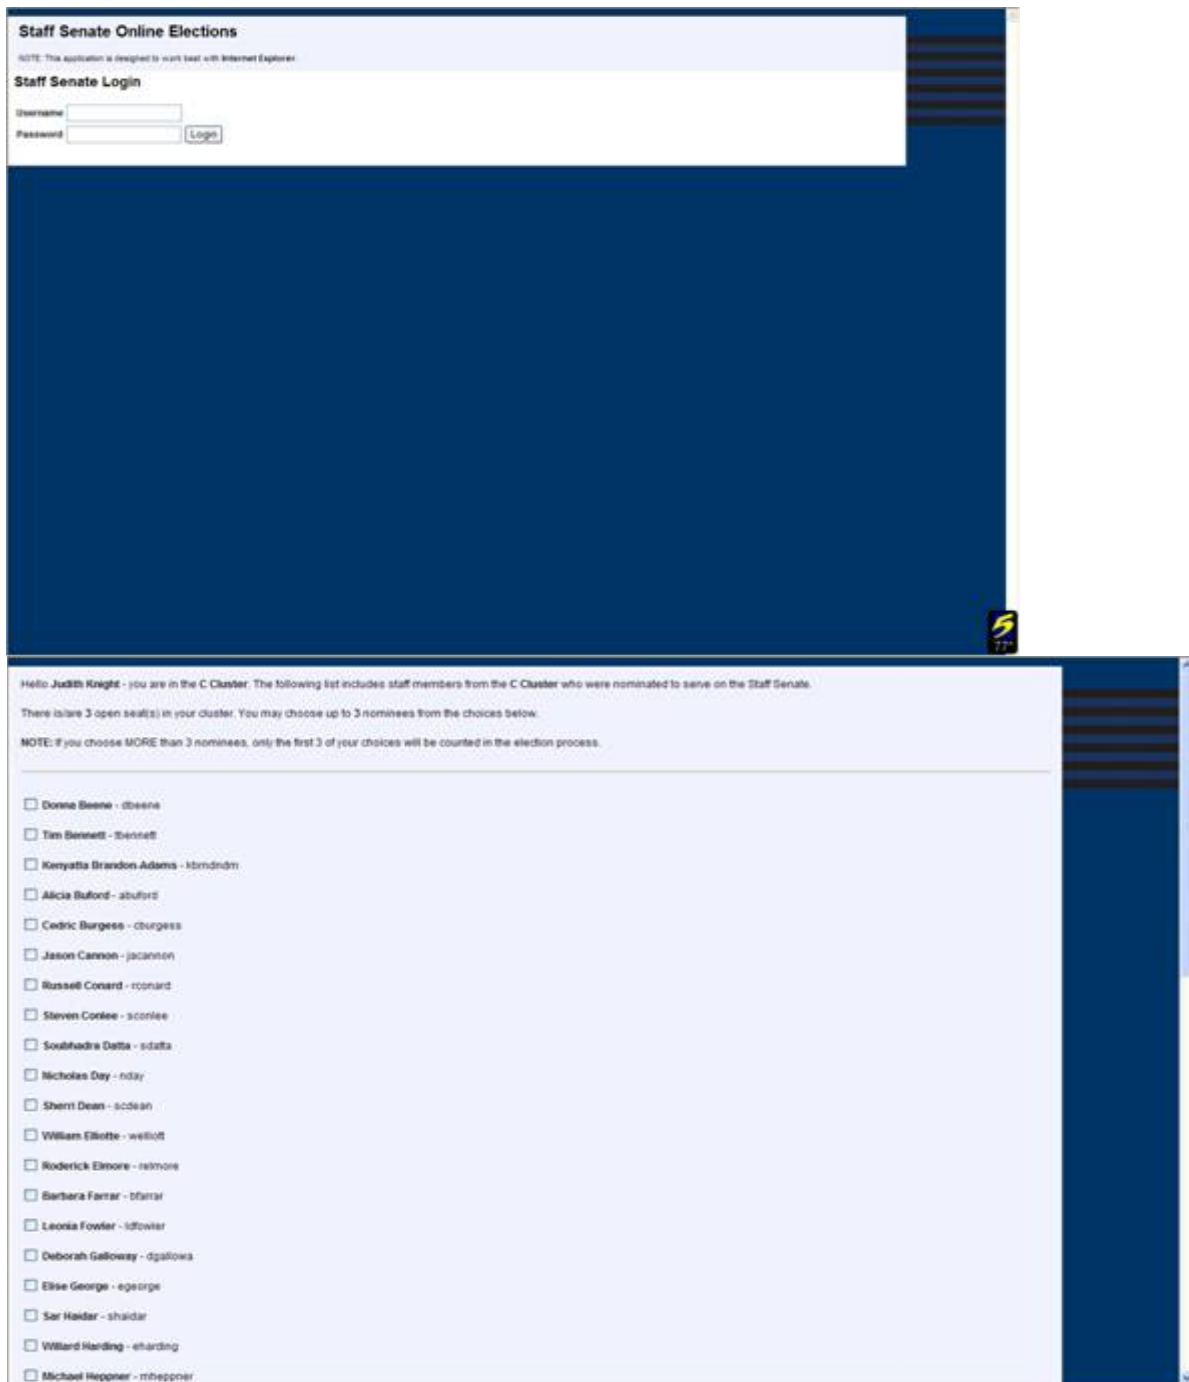 Staff Senate Online Elections
NOTE: This application is designed to work best with Internet Explorer.
Staff Senate Login
Username
Password Login
5
77°
Hello Judith Knight - you are in the C Cluster. The following list includes staff members from the C Cluster who were nominated to serve on the Staff Senate.
There is/are 3 open seat(s) in your cluster. You may choose up to 3 nominees from the choices below.
NOTE: If you choose MORE than 3 nominees, only the first 3 of your choices will be counted in the election process.
Donna Beene - dbeene
Tim Bennett - tbennett
Kenyatta Brandon-Adams - kbrndndm
Alicia Buford - abuford
Cedric Burgess - cburgess
Jason Cannon - jacannon
Russell Conard - rconard
Steven Conlee - sconlee
Soubhadra Datta - sdatta
Nicholas Day - nday
Sherri Dean - scdean
William Elliotte - welliott
Roderick Elmore - relmore
Barbara Farrar - bfarrar
Leonia Fowler - ldfowler
Deborah Galloway - dgallowa
Elise George - egeorge
Sar Haidar - shaidar
Willard Harding - eharding
Michael Heppner - mheppner